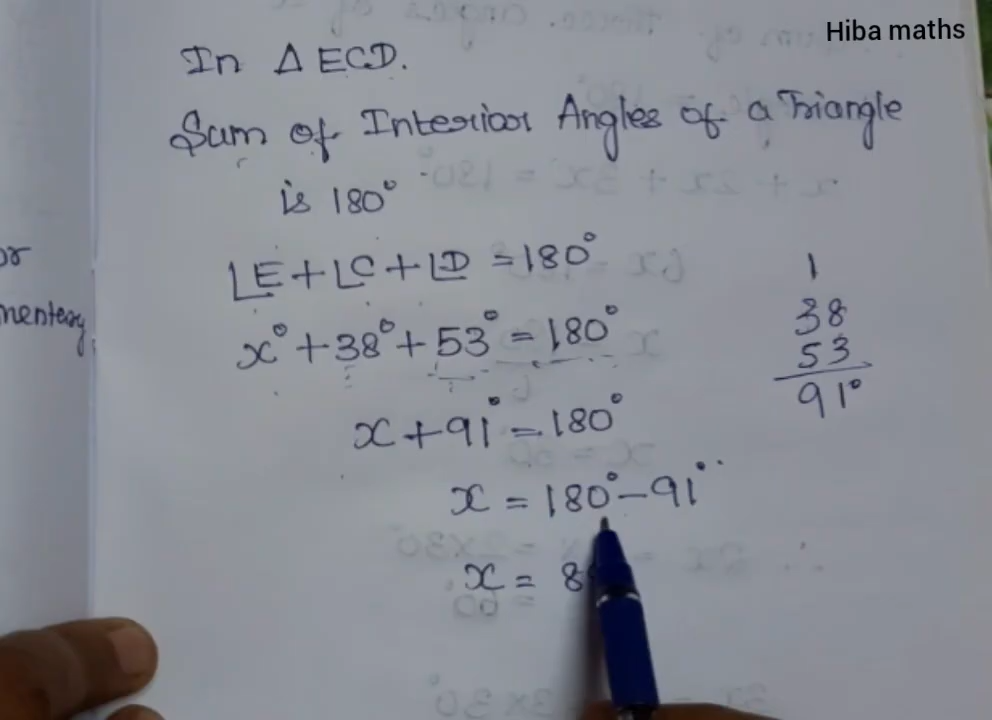 Hiba maths
In Δ ECD.
Sum of Interior Angles of a Triangle
is 180°
∠E + ∠C + ∠D = 180°
x° + 38° + 53° = 180°
x + 91° = 180°
x = 180° - 91°
x = 8
1
38
53
91°